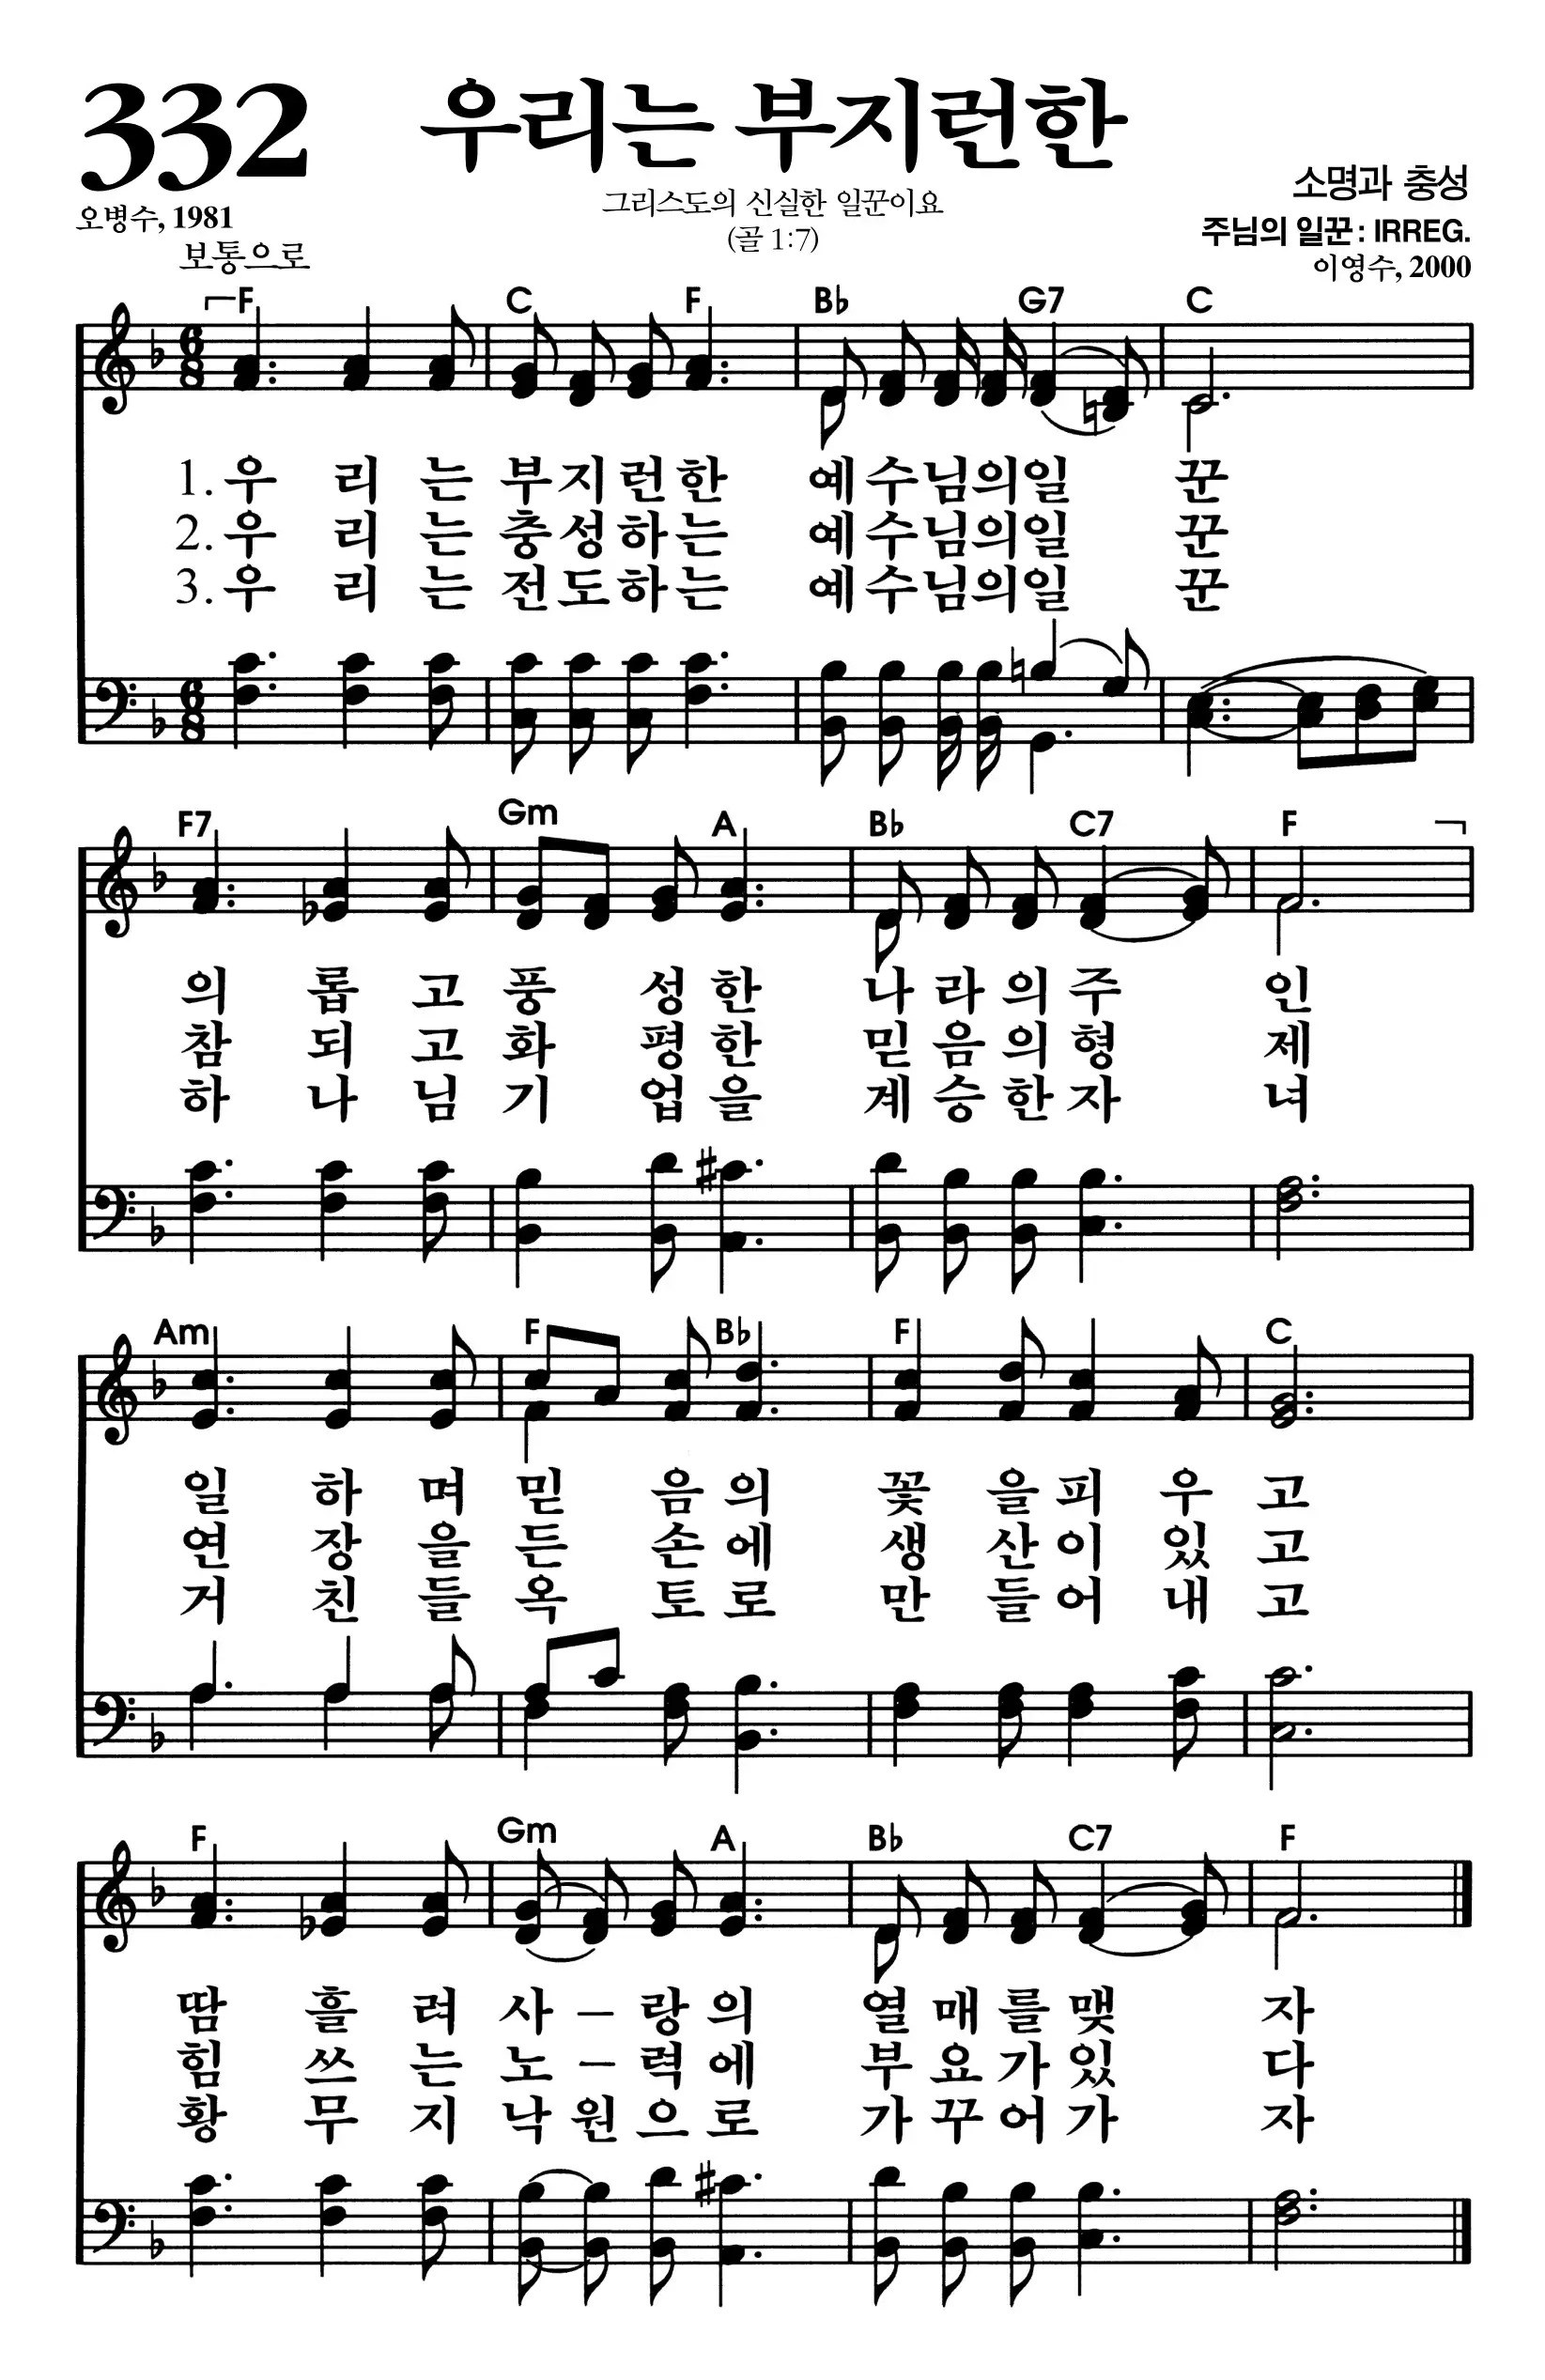 332 우리는 부지런한
그리스도의 신실한 일꾼이요
(골 1:7)
소명과 충성
오병수, 1981
주님의 일꾼 : IRREG.
보통으로
이영수, 2000
F C F B♭ G7 C
1. 우 리 는 부 지 런 한 예 수 님 의 일 꾼
2. 우 리 는 충 성 하 는 예 수 님 의 일 꾼
3. 우 리 는 전 도 하 는 예 수 님 의 일 꾼
F7 Gm A B♭ C7 F
의 롭 고 풍 성 한 나 라 의 주 인
참 되 고 화 평 한 믿 음 의 형 제
하 나 님 기 업 을 계 승 한 자 녀
Am F B♭ F C
일 하 며 믿 음 의 꽃 을 피 우 고
연 장 을 든 손 에 생 산 이 있 고
거 친 들 옥 토 로 만 들 어 내 고
F Gm A B♭ C7 F
땀 흘 려 사 – 랑 의 열 매 를 맺 자
힘 쓰 는 노 – 력 에 부 요 가 있 다
황 무 지 낙 원 으 로 가 꾸 어 가 자